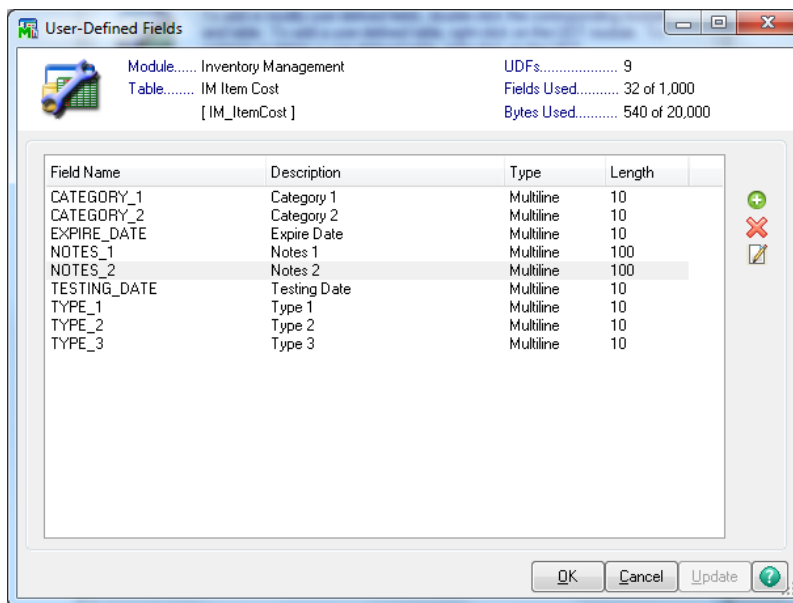 User-Defined Fields
Module...... Inventory Management UDFs.................. 9
Table........ IM Item Cost Fields Used.......... 32 of 1,000
[ IM_ItemCost ] Bytes Used.......... 540 of 20,000
Field Name Description Type Length
CATEGORY_1 Category 1 Multiline 10
CATEGORY_2 Category 2 Multiline 10
EXPIRE_DATE Expire Date Multiline 10
NOTES_1 Notes 1 Multiline 100
NOTES_2 Notes 2 Multiline 100
TESTING_DATE Testing Date Multiline 10
TYPE_1 Type 1 Multiline 10
TYPE_2 Type 2 Multiline 10
TYPE_3 Type 3 Multiline 10
OK Cancel Update ?